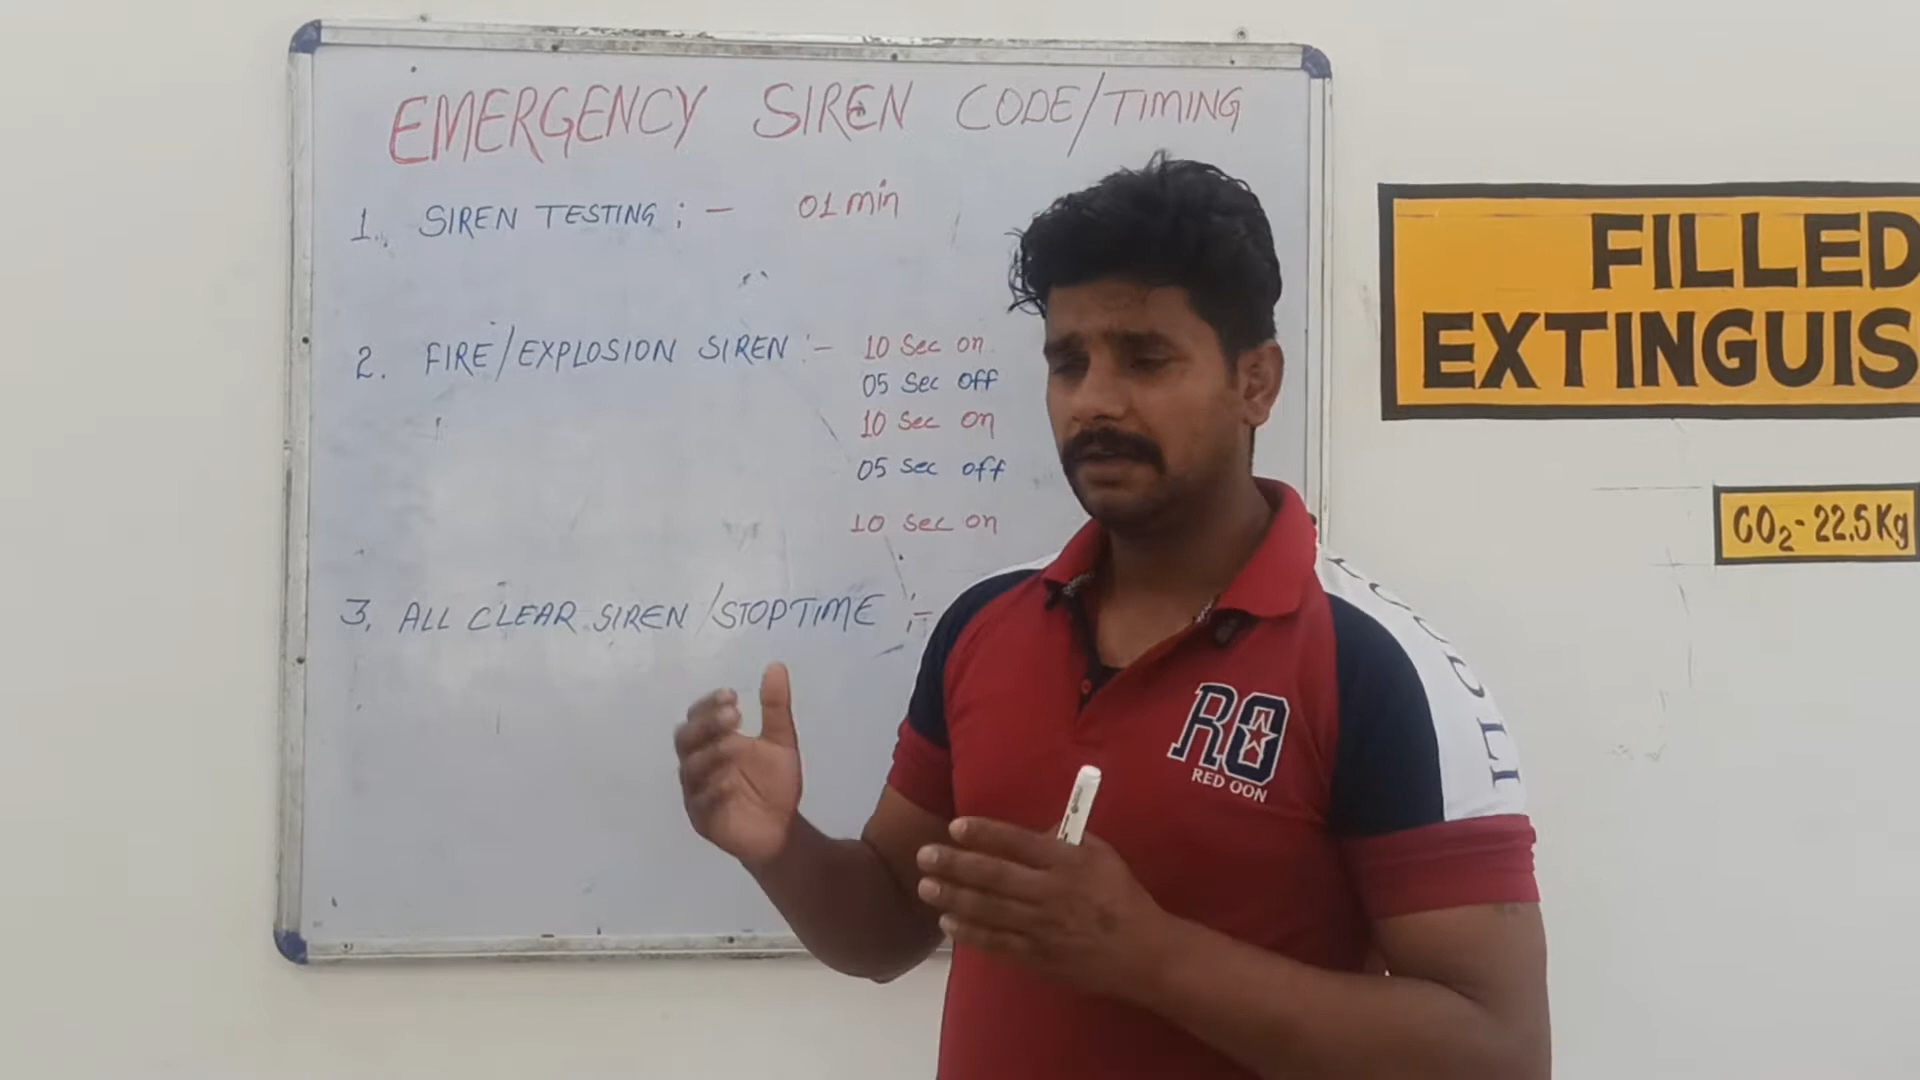 EMERGENCY SIREN CODE/TIMING
1. SIREN TESTING :- 01 min
2. FIRE/EXPLOSION SIREN :- 10 Sec on
05 Sec off
10 Sec on
05 Sec off
10 Sec on
3. ALL CLEAR SIREN /STOPTIME :-
FILLED
EXTINGUIS
CO₂-22.5Kg
RO
RED OON